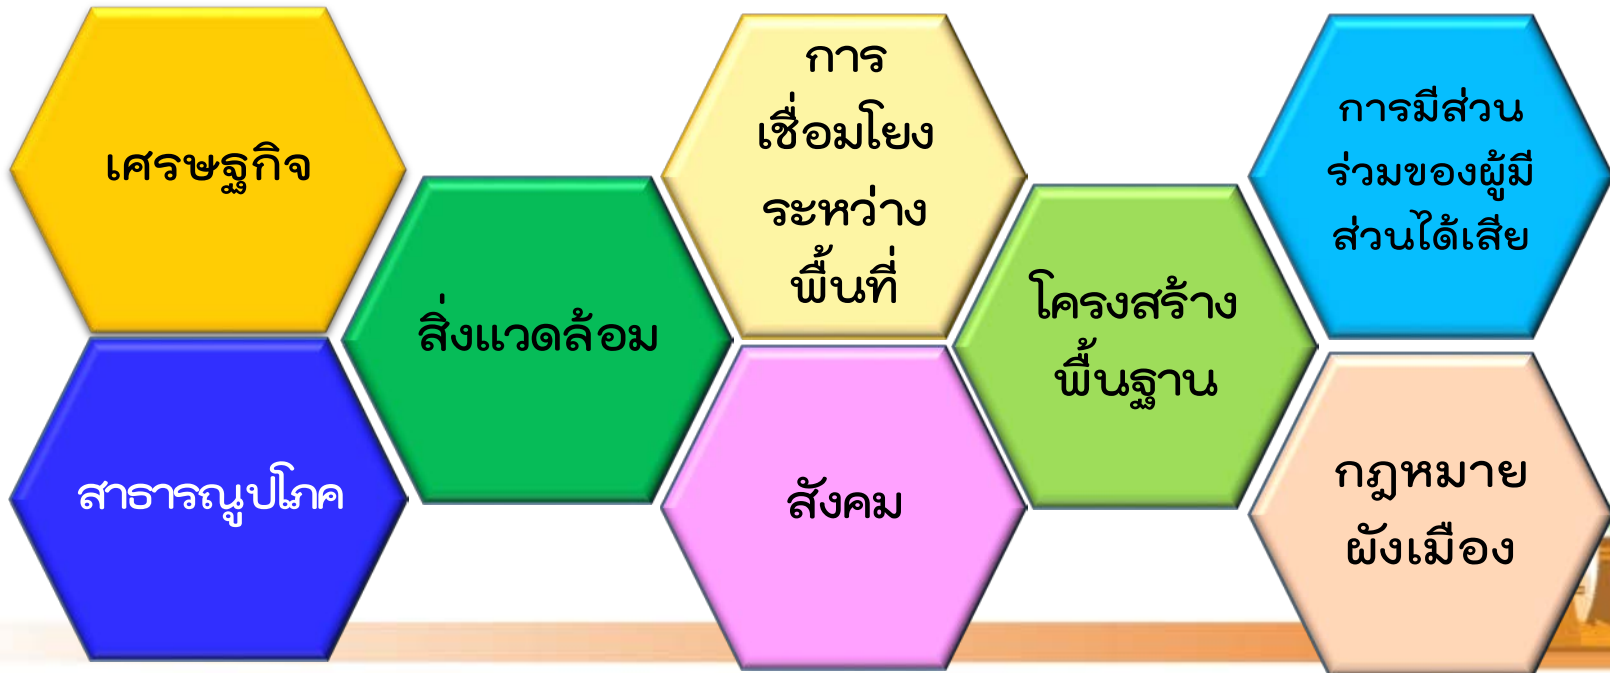 เศรษฐกิจ
สาธารณูปโภค
สิ่งแวดล้อม
การ
เชื่อมโยง
ระหว่าง
พื้นที่
สังคม
โครงสร้าง
พื้นฐาน
การมีส่วน
ร่วมของผู้มี
ส่วนได้เสีย
กฎหมาย
ผังเมือง